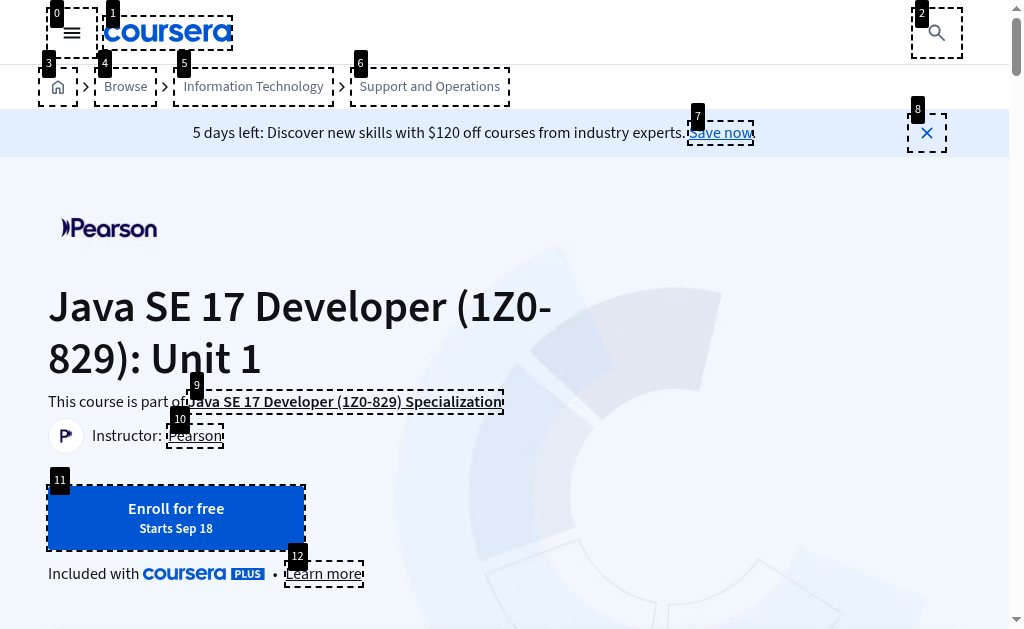 0
1
coursera
2
3
4
Browse
5
Information Technology
6
Support and Operations
5 days left: Discover new skills with $120 off courses from industry experts. Save now
7
8
Pearson
Java SE 17 Developer (1Z0-
829): Unit 1
9
This course is part of Java SE 17 Developer (1Z0-829) Specialization
10
Instructor: Pearson
11
Enroll for free
Starts Sep 18
12
Included with coursera PLUS • Learn more